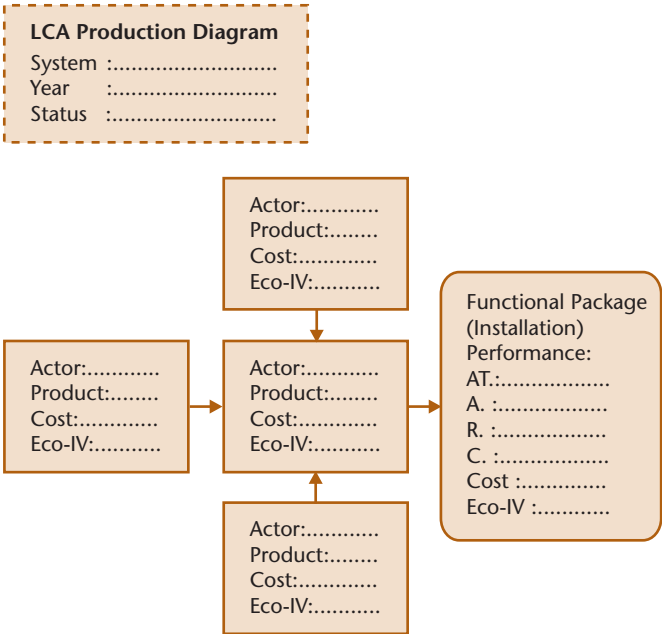 LCA Production Diagram
System :............................
Year :............................
Status :............................
Actor:............
Product:........
Cost:.............
Eco-IV:...........
Functional Package
(Installation)
Performance:
AT.:..................
A. :..................
R. :..................
C. :..................
Cost :..............
Eco-IV :............
Actor:............
Product:........
Cost:.............
Eco-IV:...........
Actor:............
Product:........
Cost:.............
Eco-IV:...........
Actor:............
Product:........
Cost:.............
Eco-IV:...........